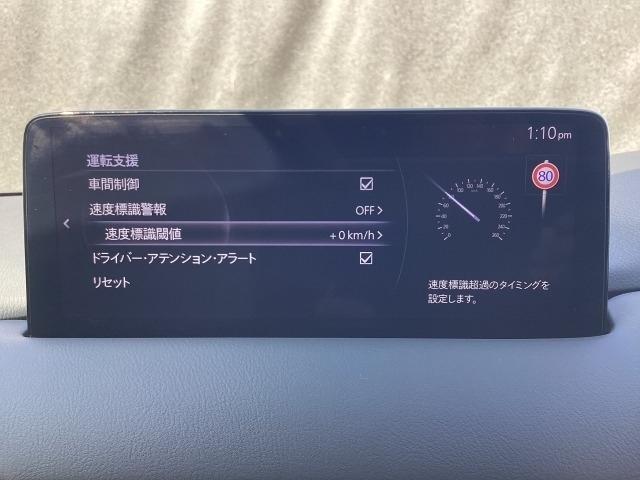 1:10pm
運転支援
車間制御
速度標識警報 OFF
速度標識閾値 +0km/h
ドライバー・アテンション・アラート
リセット
80
速度標識超過のタイミングを
設定します。